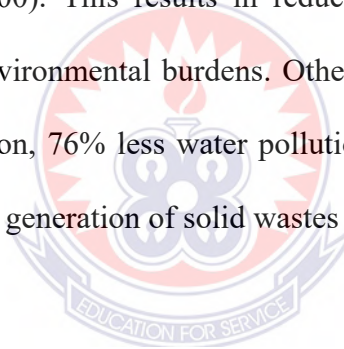 00). This results in reduc
vironmental burdens. Othe
on, 76% less water polluti
generation of solid wastes
EDUCATION FOR SERVICE